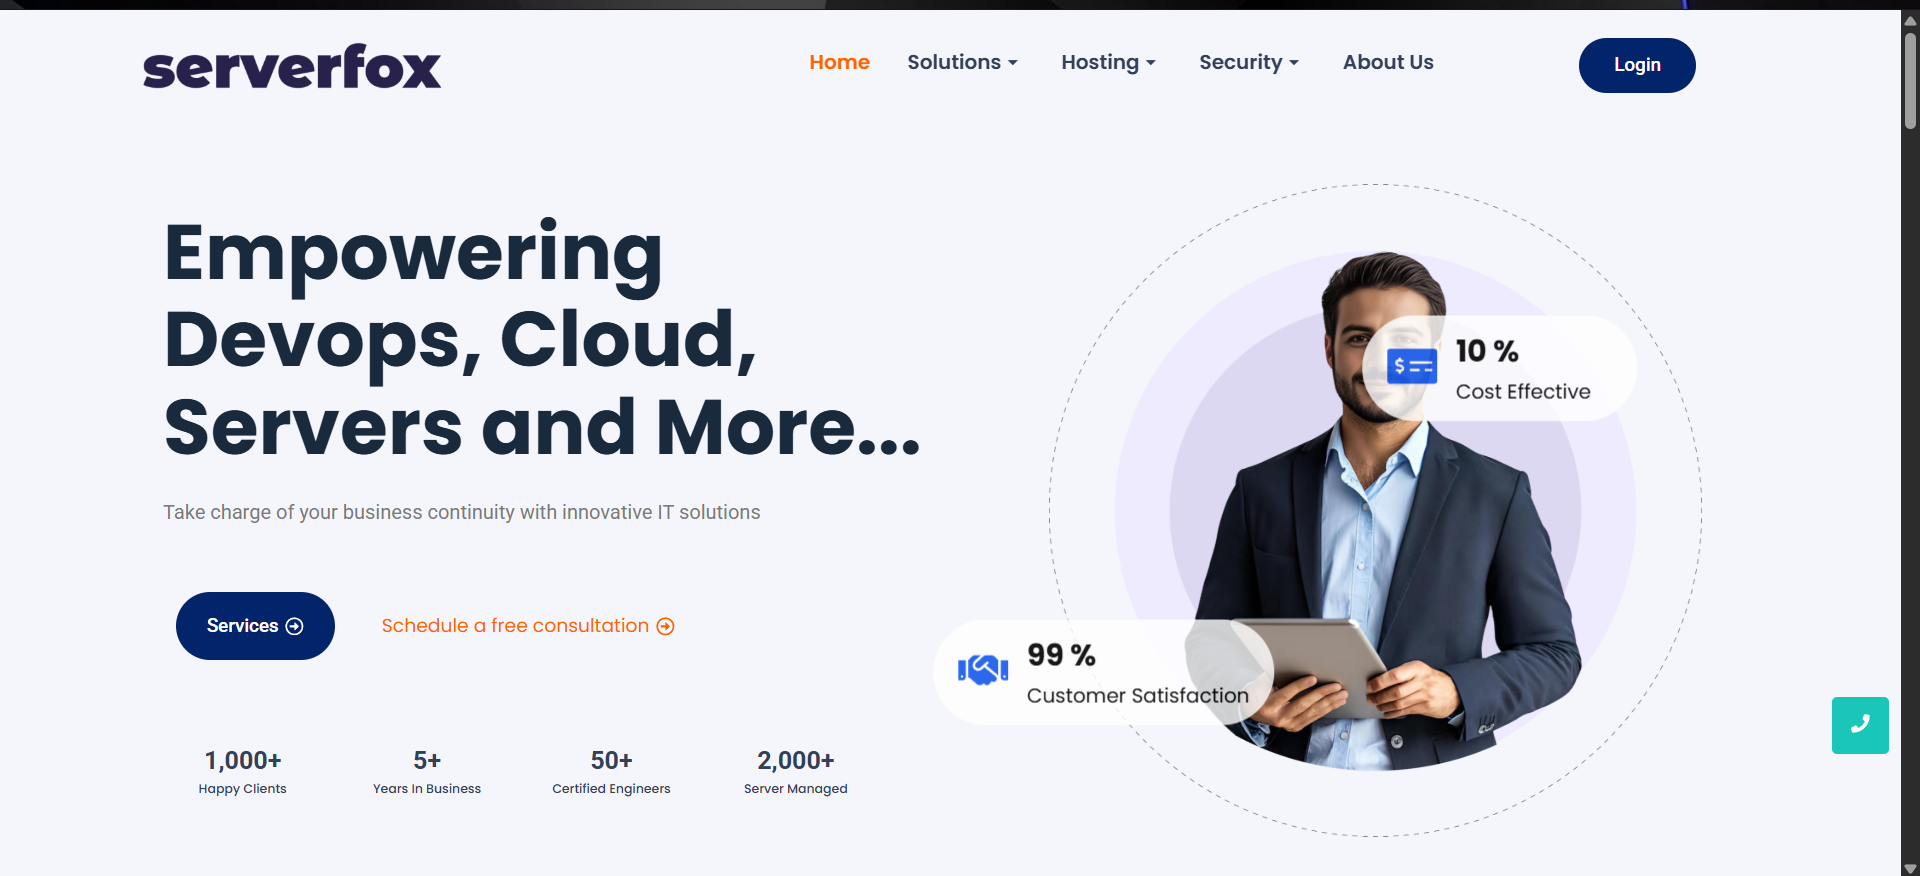 serverfox
Home Solutions Hosting Security About Us
Login
Empowering
Devops, Cloud,
Servers and More...
Take charge of your business continuity with innovative IT solutions
Services
Schedule a free consultation
1,000+
Happy Clients
5+
Years In Business
50+
Certified Engineers
2,000+
Server Managed
$
10 %
Cost Effective
99 %
Customer Satisfaction